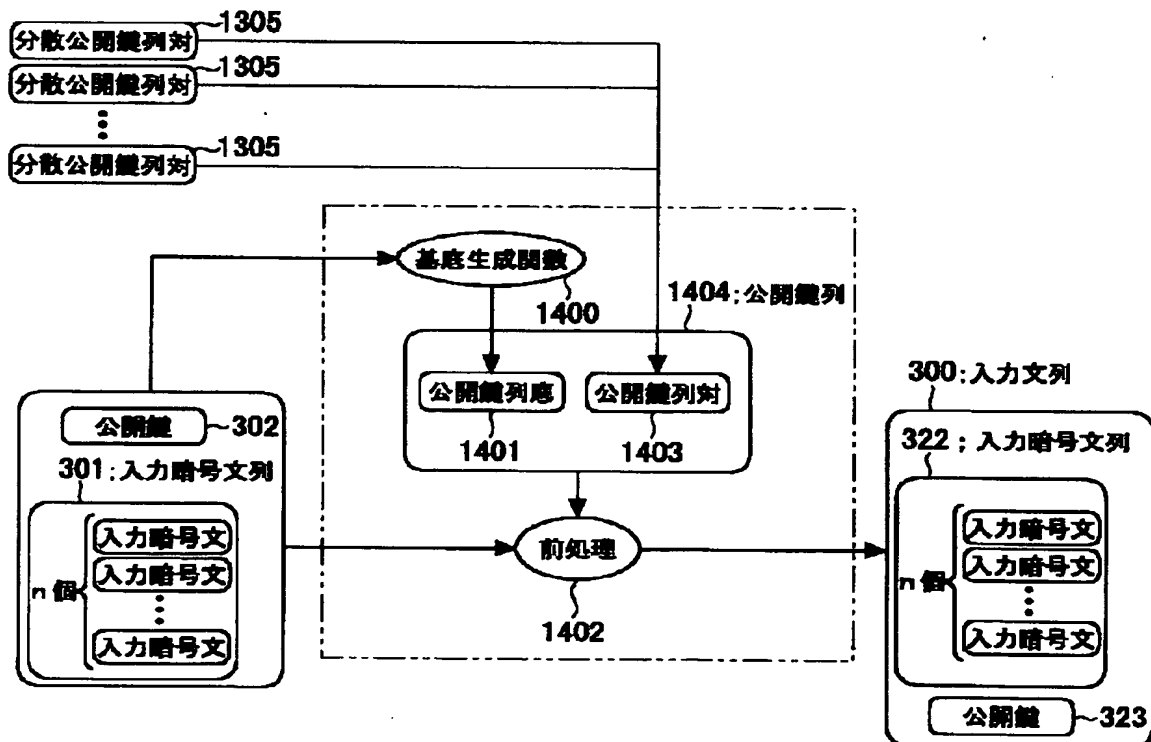 分散公開鍵列対 1305
分散公開鍵列対 1305
分散公開鍵列対 1305
基底生成関数
1400
1404:公開鍵列
公開鍵列底
1401
公開鍵列対
1403
公開鍵 302
301:入力暗号文列
n個
入力暗号文
入力暗号文
入力暗号文
前処理
1402
300:入力文列
322;入力暗号文列
n個
入力暗号文
入力暗号文
入力暗号文
公開鍵 323